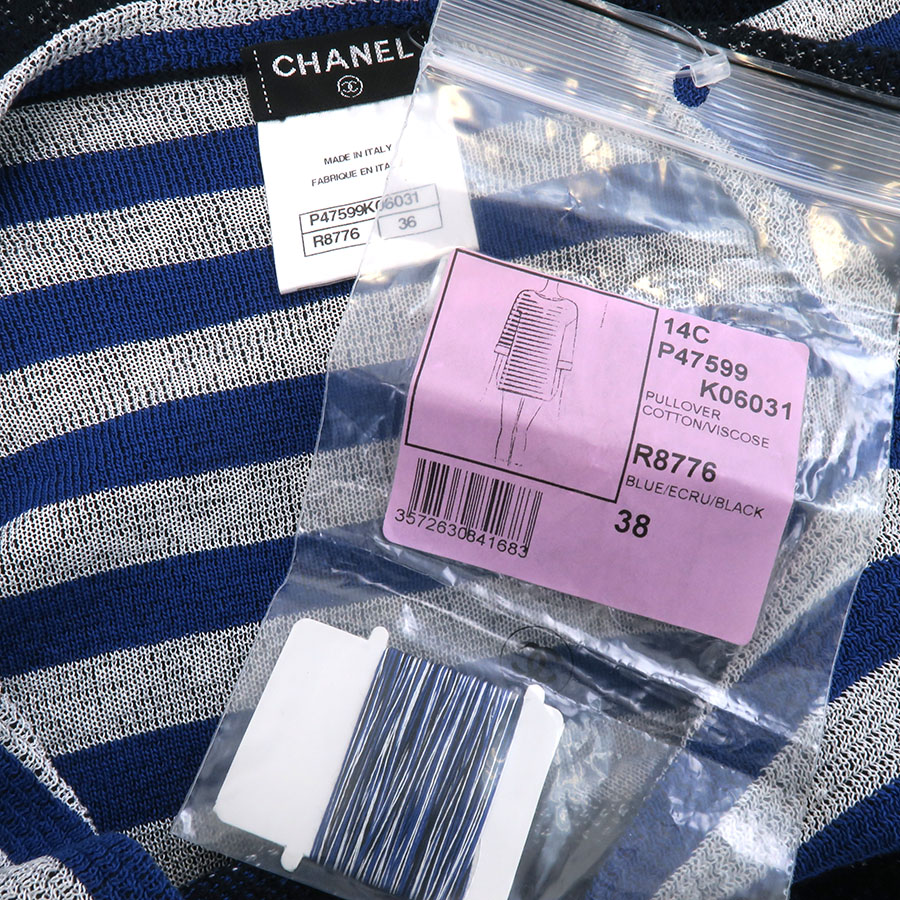 CHANEL
MADE IN ITALY
FABRIQUE EN ITA
P47599K06031
R8776 36
14C
P47599
K06031
PULLOVER
COTTON/VISCOSE
R8776
BLUE/ECRU/BLACK
38
3572630841683